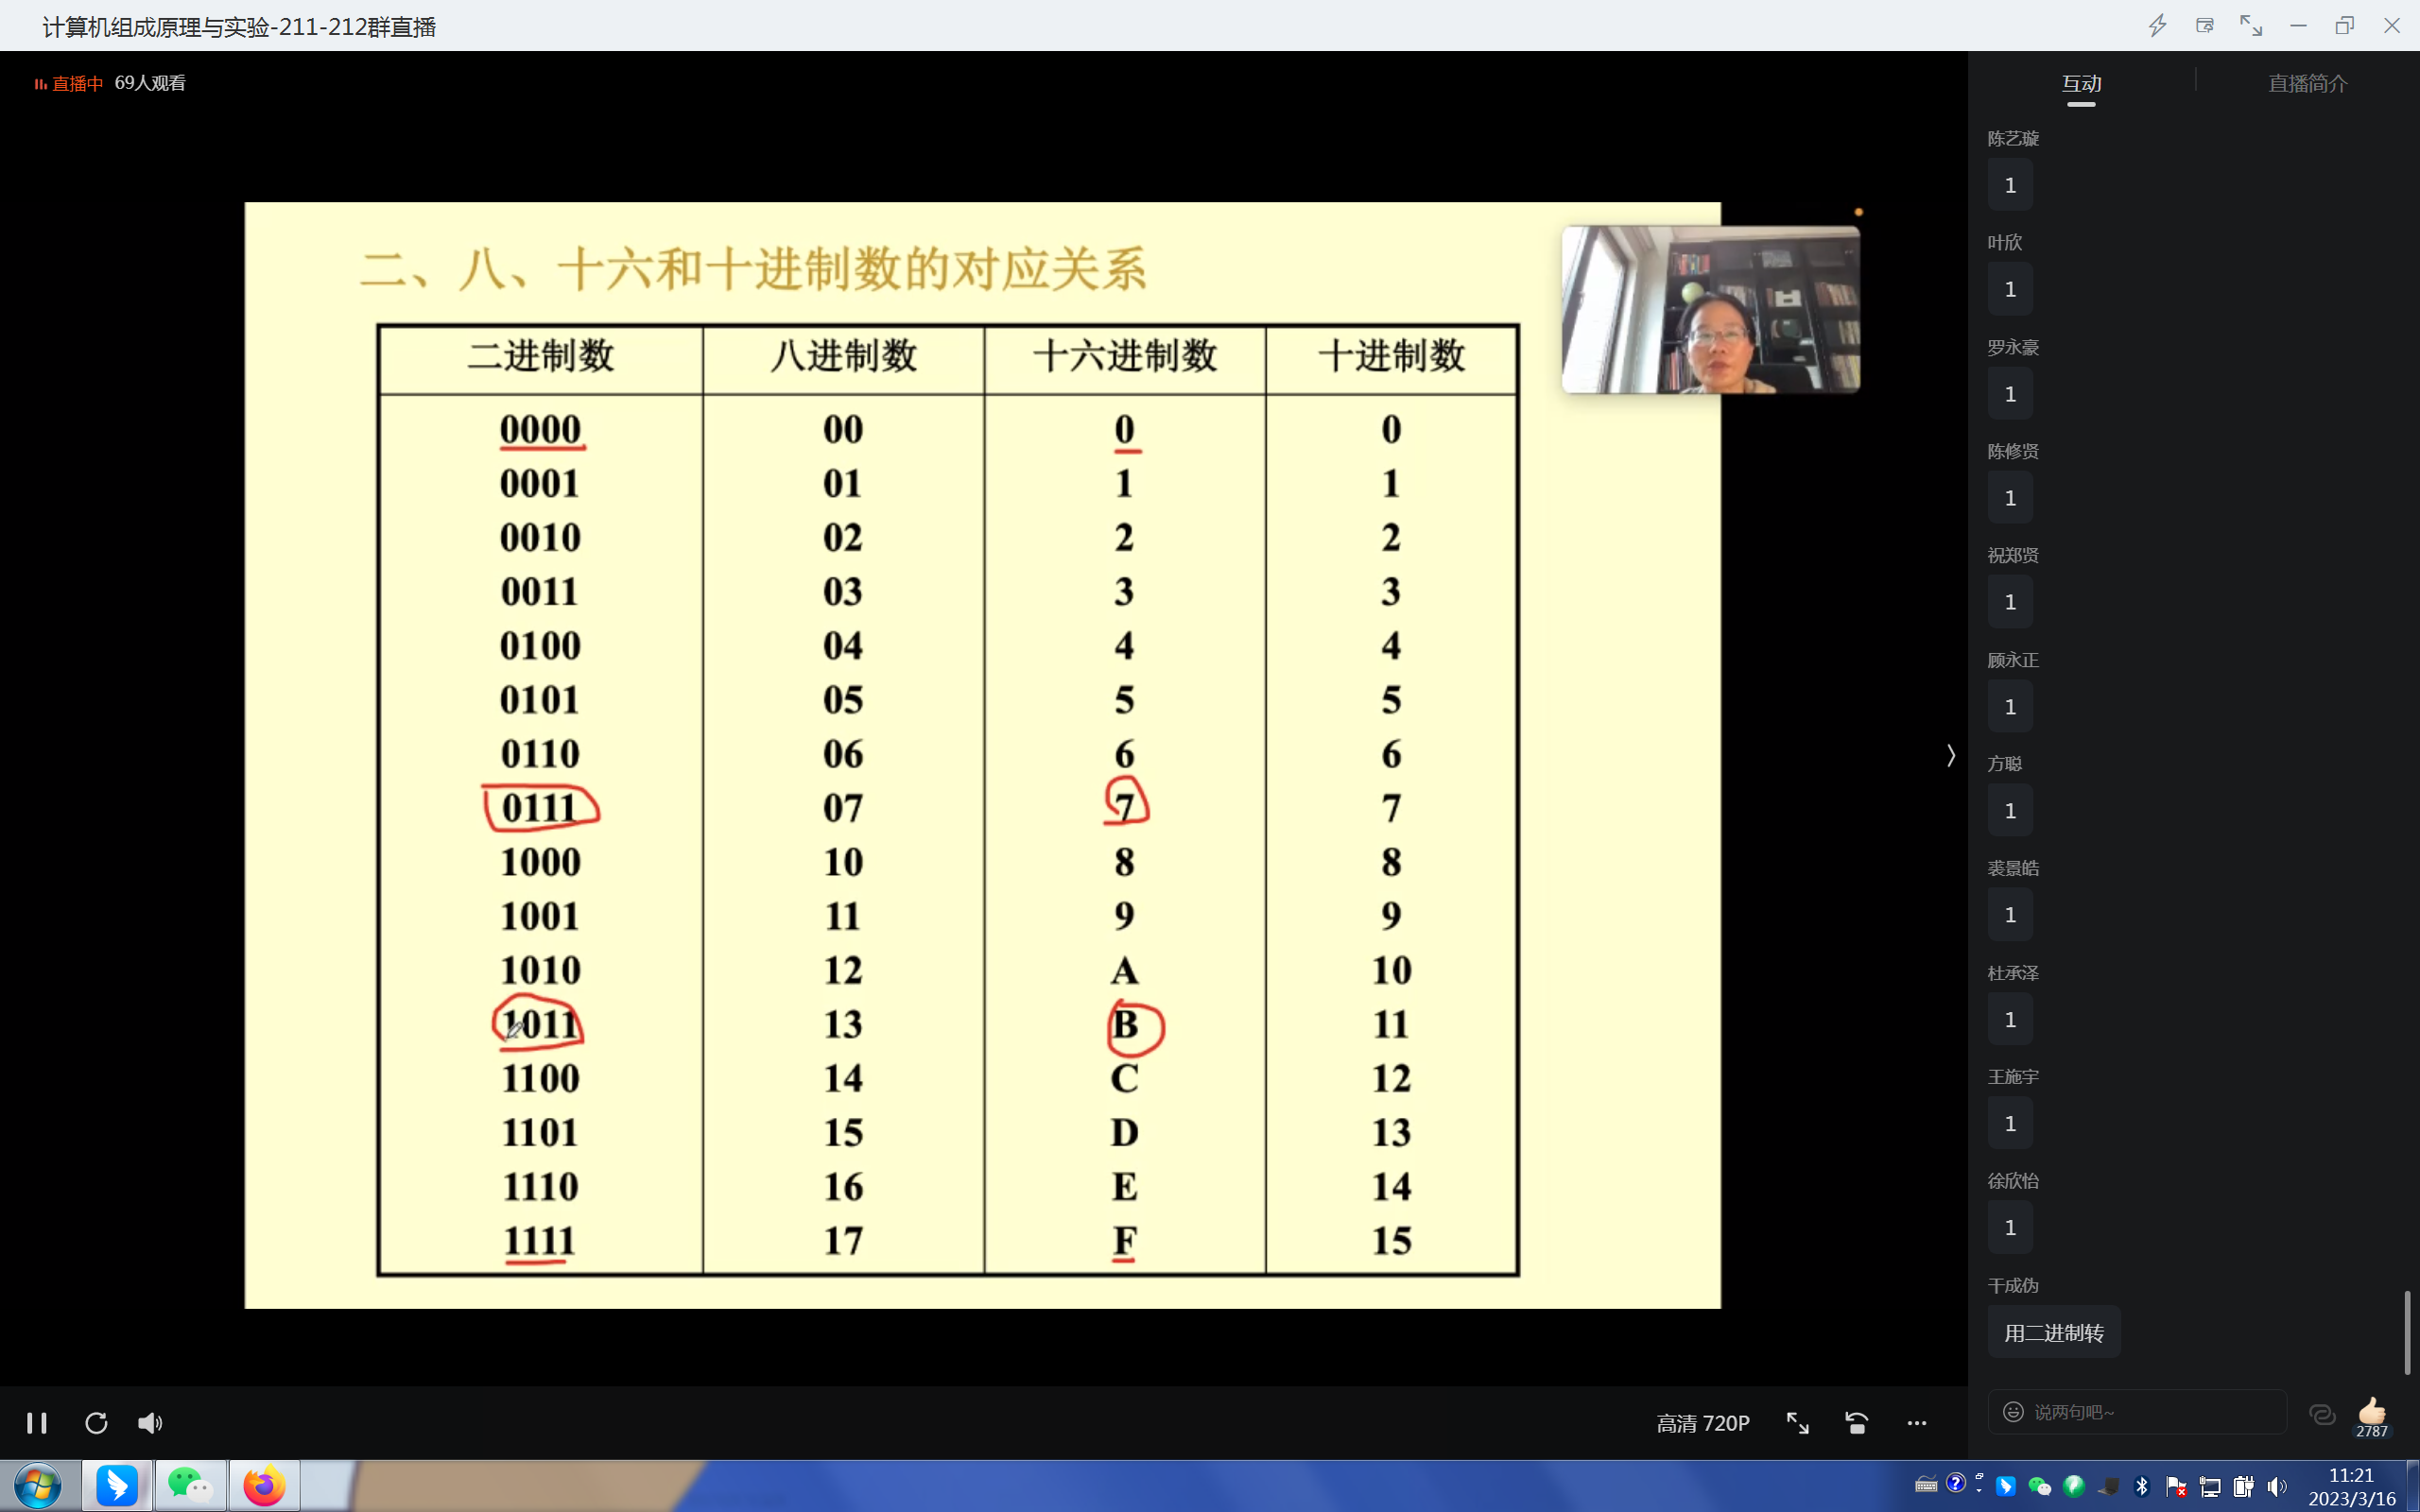 计算机组成原理与实验-211-212群直播
直播中 69人观看
互动 直播简介
二、八、十六和十进制数的对应关系
二进制数 八进制数 十六进制数 十进制数
0000 00 0 0
0001 01 1 1
0010 02 2 2
0011 03 3 3
0100 04 4 4
0101 05 5 5
0110 06 6 6
0111 07 7 7
1000 10 8 8
1001 11 9 9
1010 12 A 10
1011 13 B 11
1100 14 C 12
1101 15 D 13
1110 16 E 14
1111 17 F 15
陈艺璇
1
叶欣
1
罗永豪
1
陈修贤
1
祝郑贤
1
顾永正
1
方聪
1
裘景皓
1
杜承泽
1
王施宇
1
徐欣怡
1
干成伪
用二进制转
说两句吧~
2787
高清 720P
11:21
2023/3/16